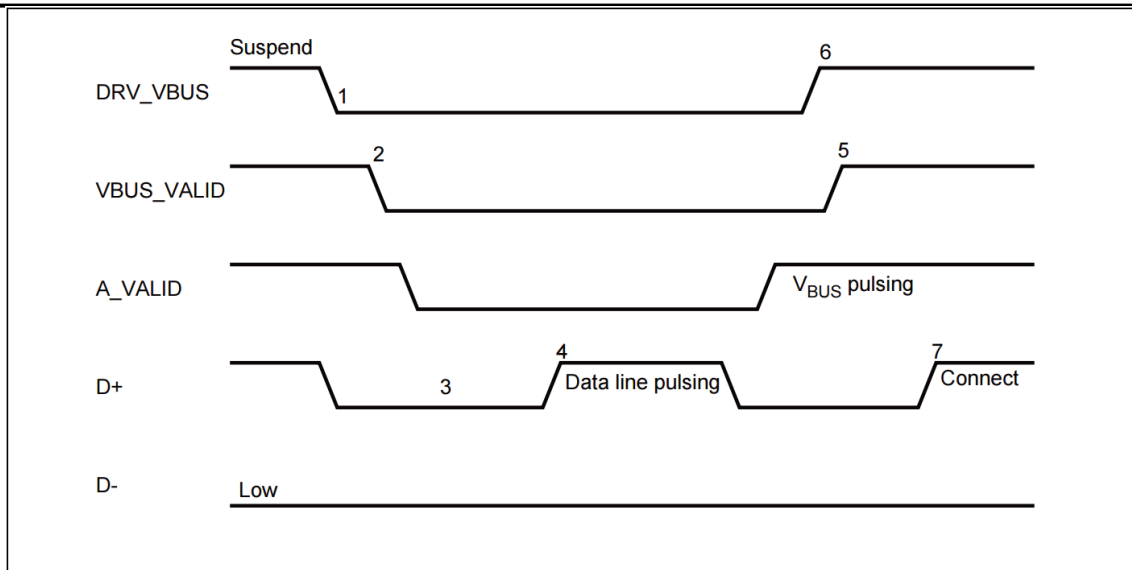 Suspend
6
DRV_VBUS
1
2
5
VBUS_VALID
A_VALID
VBUS pulsing
4
7
D+
3
Data line pulsing
Connect
D-
Low